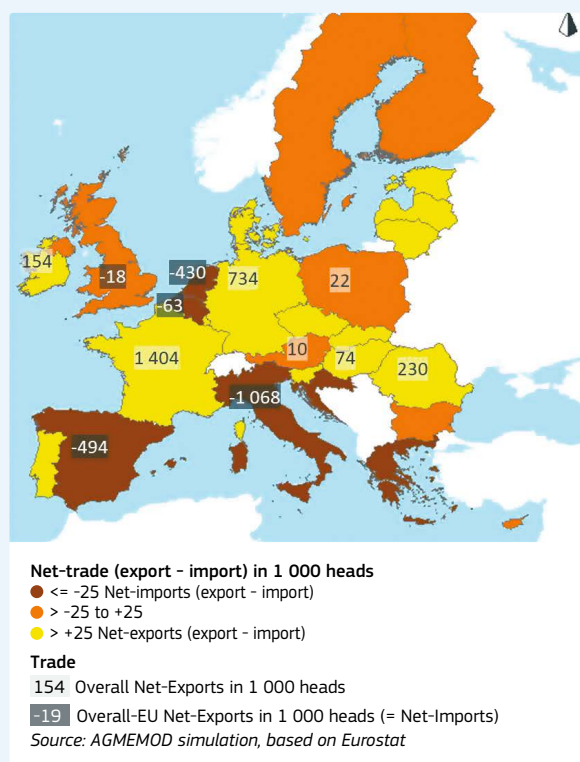 154
-18
-430
734
22
-63
1 404
10
74
230
-1 068
-494
Net-trade (export - import) in 1 000 heads
<= -25 Net-imports (export - import)
> -25 to +25
> +25 Net-exports (export - import)
Trade
154 Overall Net-Exports in 1 000 heads
-19 Overall-EU Net-Exports in 1 000 heads (= Net-Imports)
Source: AGMEMOD simulation, based on Eurostat